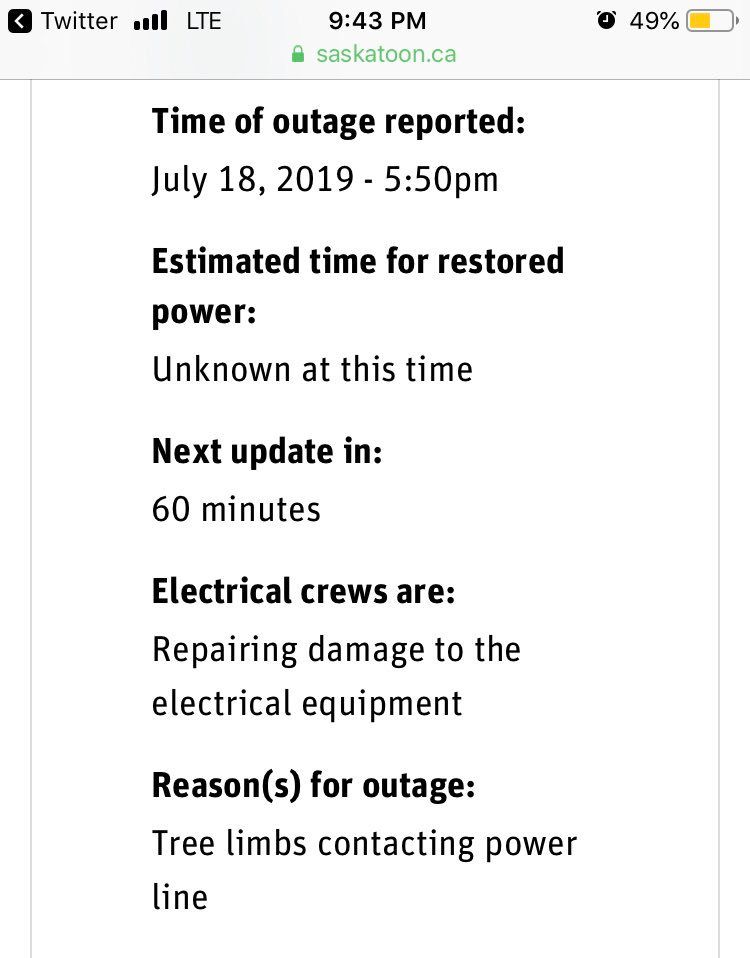 Twitter LTE 9:43 PM 49%
saskatoon.ca
Time of outage reported:
July 18, 2019 - 5:50pm
Estimated time for restored
power:
Unknown at this time
Next update in:
60 minutes
Electrical crews are:
Repairing damage to the
electrical equipment
Reason(s) for outage:
Tree limbs contacting power
line